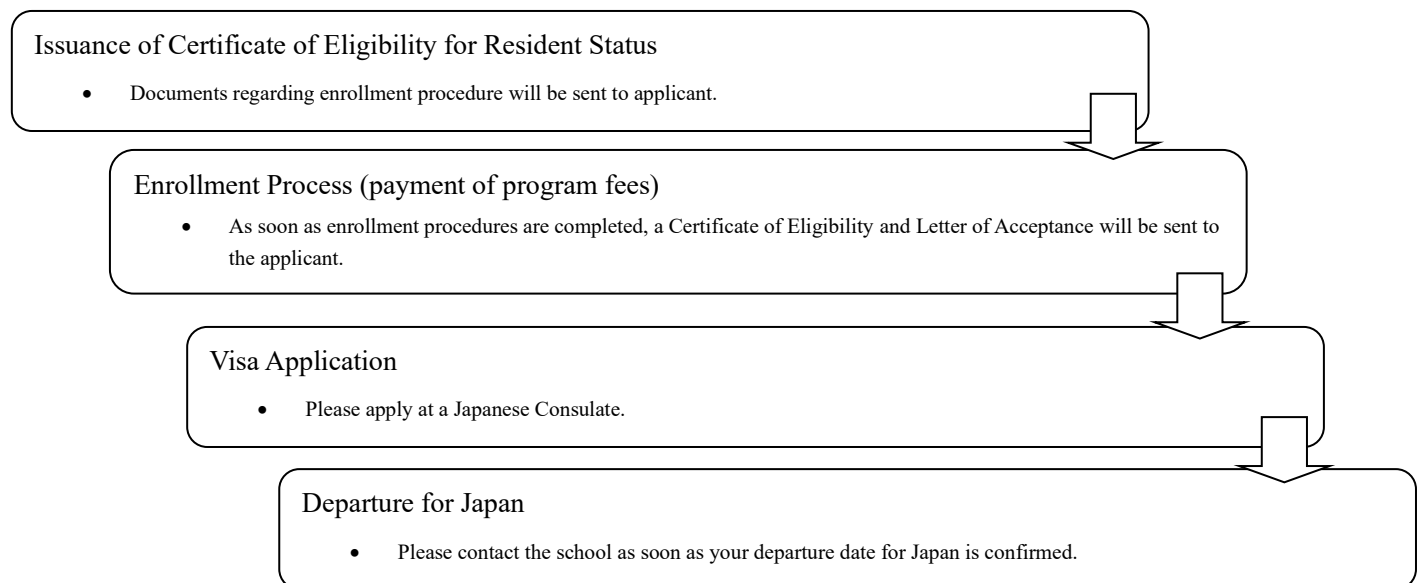 Issuance of Certificate of Eligibility for Resident Status
• Documents regarding enrollment procedure will be sent to applicant.
Enrollment Process (payment of program fees)
• As soon as enrollment procedures are completed, a Certificate of Eligibility and Letter of Acceptance will be sent to
the applicant.
Visa Application
• Please apply at a Japanese Consulate.
Departure for Japan
• Please contact the school as soon as your departure date for Japan is confirmed.